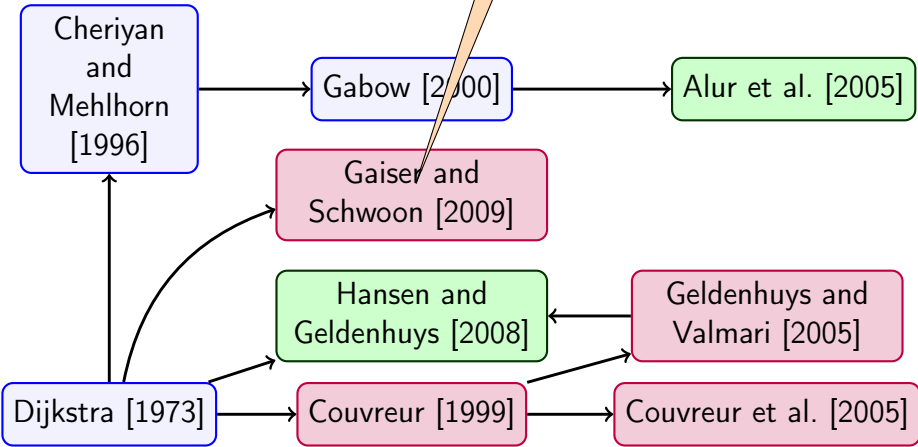 Cheriyan
and
Mehlhorn
[1996]
Gabow [2000]
Alur et al. [2005]
Gaiser and
Schwoon [2009]
Hansen and
Geldenhuys [2008]
Geldenhuys and
Valmari [2005]
Dijkstra [1973]
Couvreur [1999]
Couvreur et al. [2005]